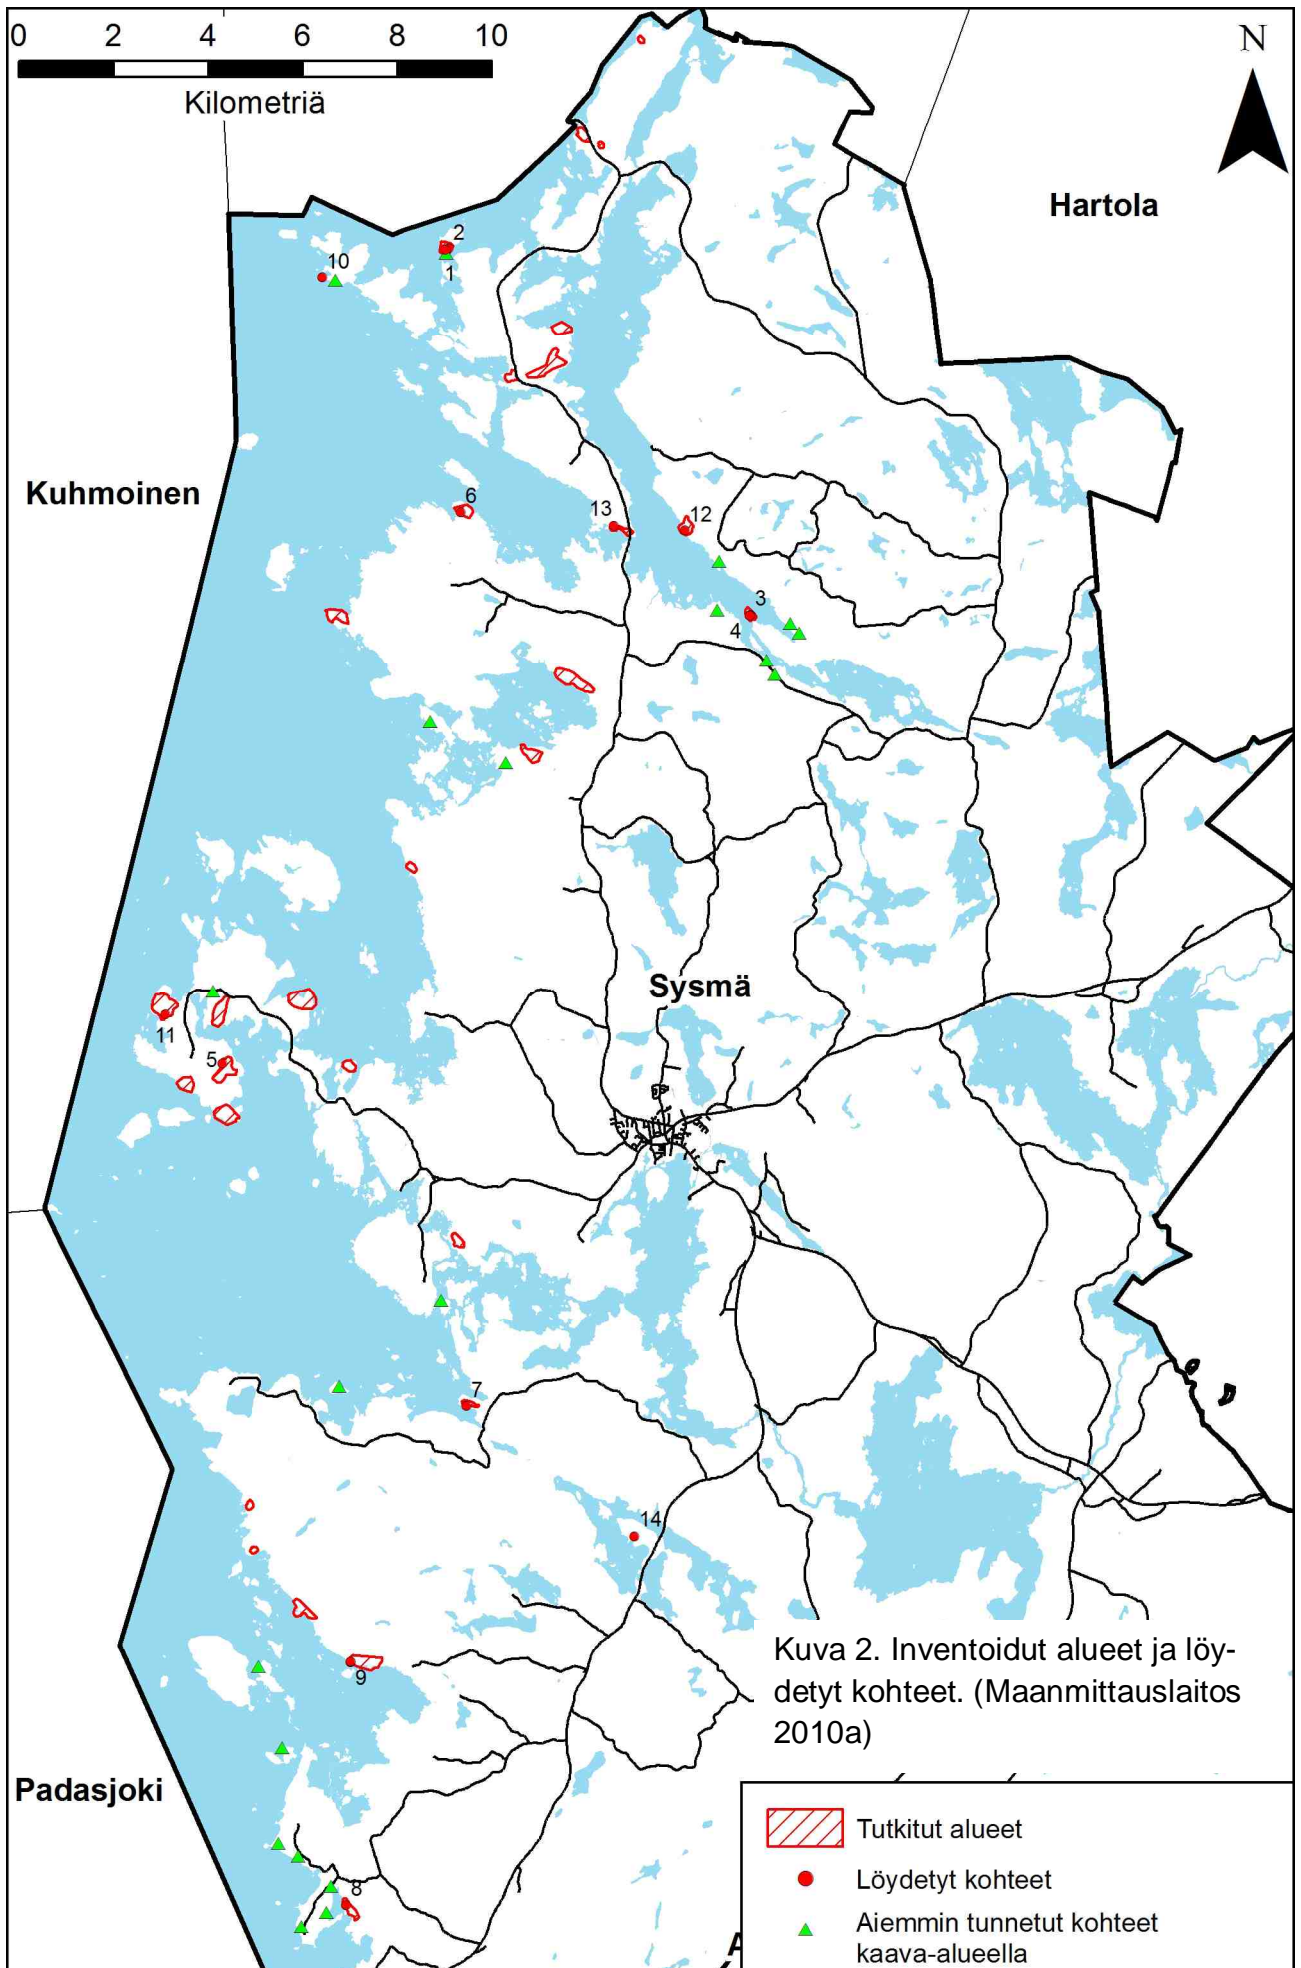 0 2 4 6 8 10
Kilometriä
N
Hartola
2
1
10
Kuhmoinen
6
13
12
3
4
Sysmä
11
5
7
14
9
Kuva 2. Inventoidut alueet ja löy-
detyt kohteet. (Maanmittauslaitos
2010a)
Padasjoki
8
Tutkitut alueet
Löydetyt kohteet
Aiemmin tunnetut kohteet
kaava-alueella